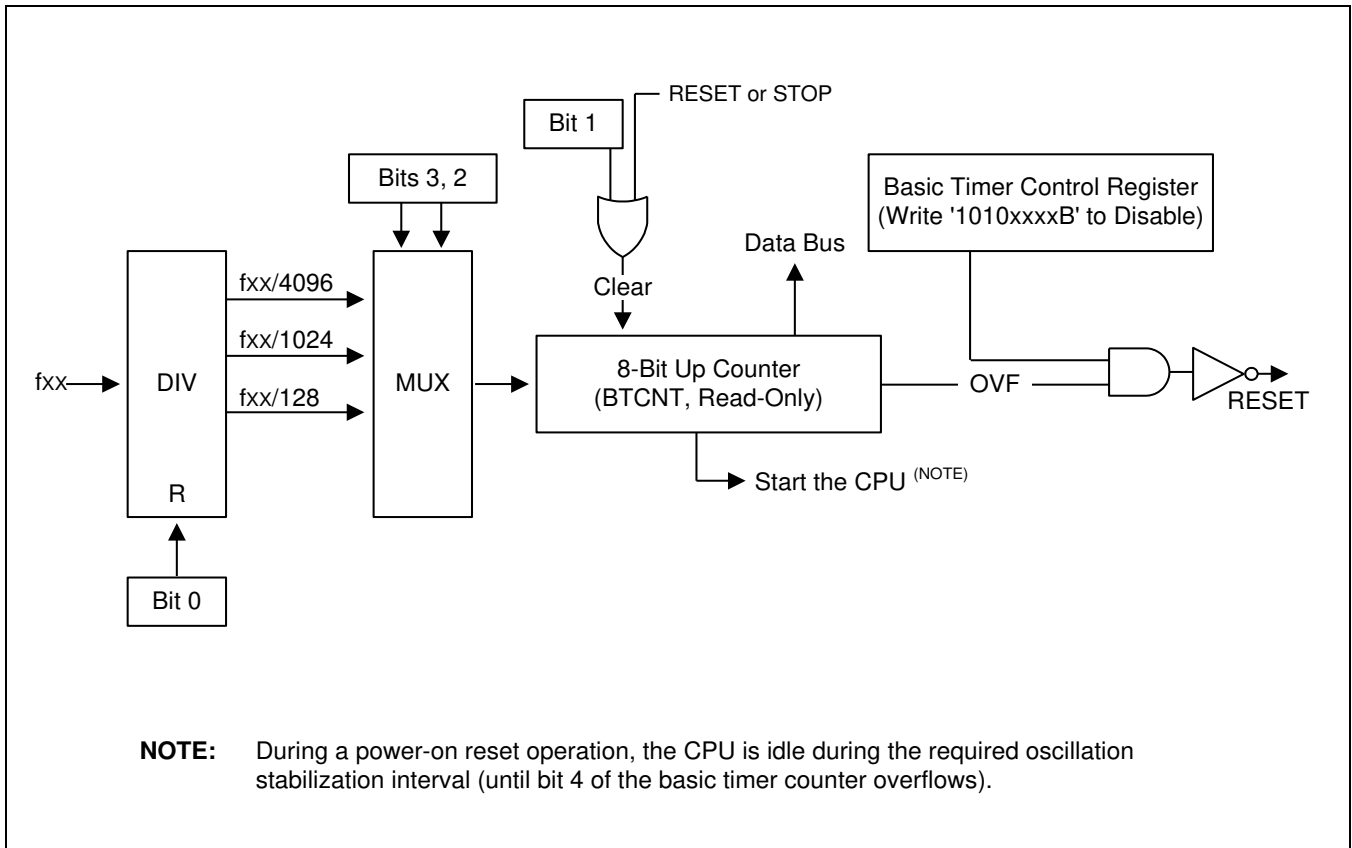 RESET or STOP
Bit 1
Bits 3, 2
Basic Timer Control Register
(Write '1010xxxxB' to Disable)
Data Bus
fxx/4096
Clear
fxx/1024
fxx
DIV
MUX
8-Bit Up Counter
(BTCNT, Read-Only)
OVF
fxx/128
RESET
R
Start the CPU (NOTE)
Bit 0
NOTE: During a power-on reset operation, the CPU is idle during the required oscillation
stabilization interval (until bit 4 of the basic timer counter overflows).